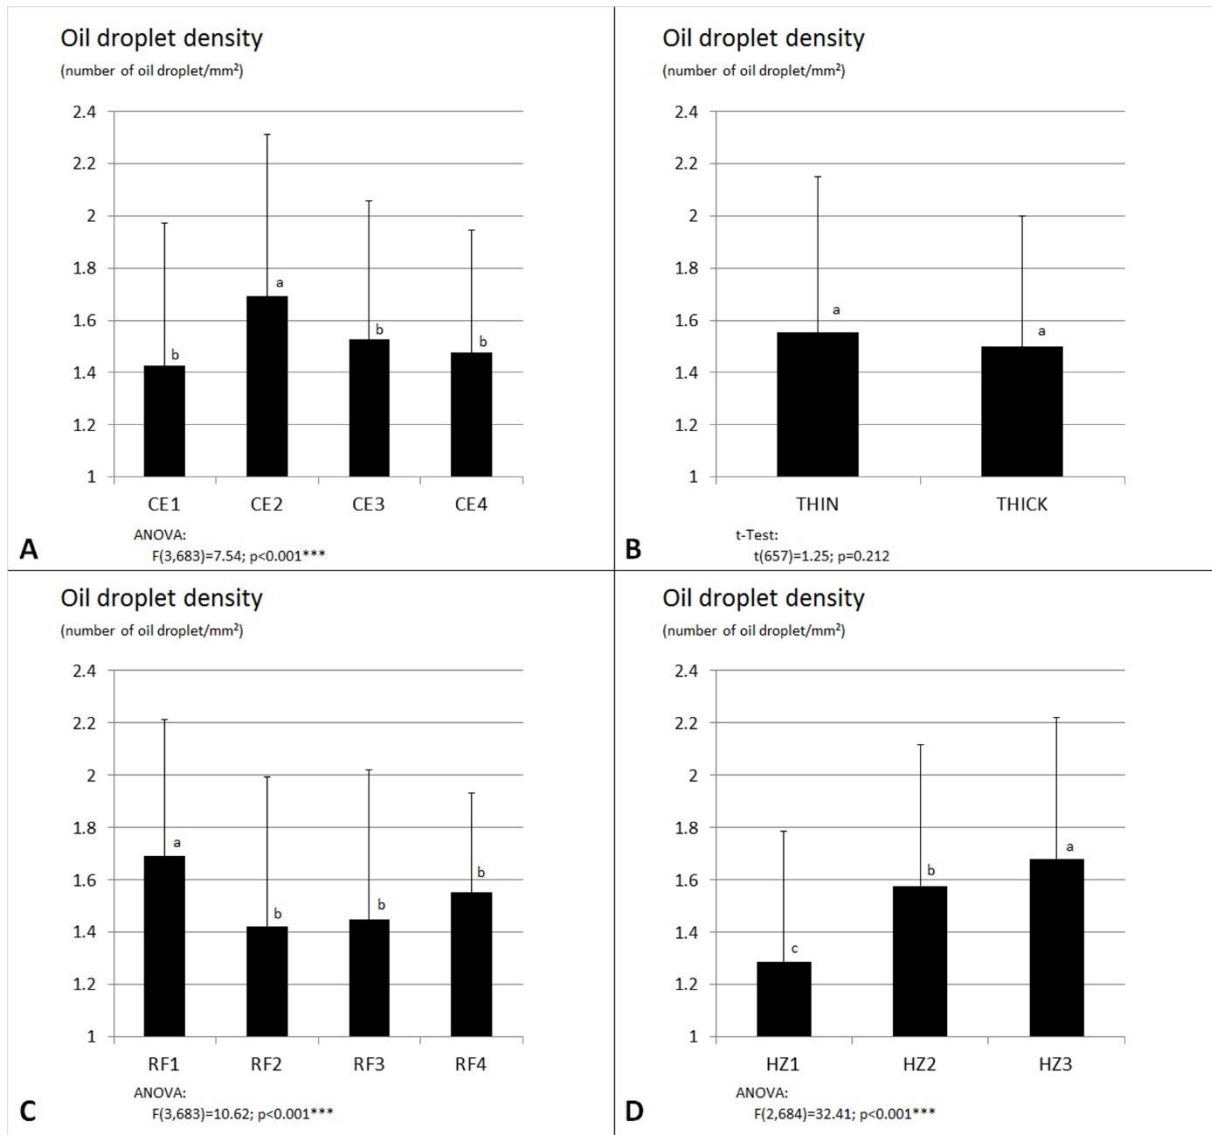 Oil droplet density
(number of oil droplet/mm²)
2.4
2.2
2
1.8
1.6
1.4
1.2
1
b
a
b
b
CE1 CE2 CE3 CE4
ANOVA:
F(3,683)=7.54; p<0.001***
A
Oil droplet density
(number of oil droplet/mm²)
2.4
2.2
2
1.8
1.6
1.4
1.2
1
a
a
THIN THICK
t-Test:
t(657)=1.25; p=0.212
B
Oil droplet density
(number of oil droplet/mm²)
2.4
2.2
2
1.8
1.6
1.4
1.2
1
a
b
b
b
RF1 RF2 RF3 RF4
ANOVA:
F(3,683)=10.62; p<0.001***
C
Oil droplet density
(number of oil droplet/mm²)
2.4
2.2
2
1.8
1.6
1.4
1.2
1
c
b
a
HZ1 HZ2 HZ3
ANOVA:
F(2,684)=32.41; p<0.001***
D